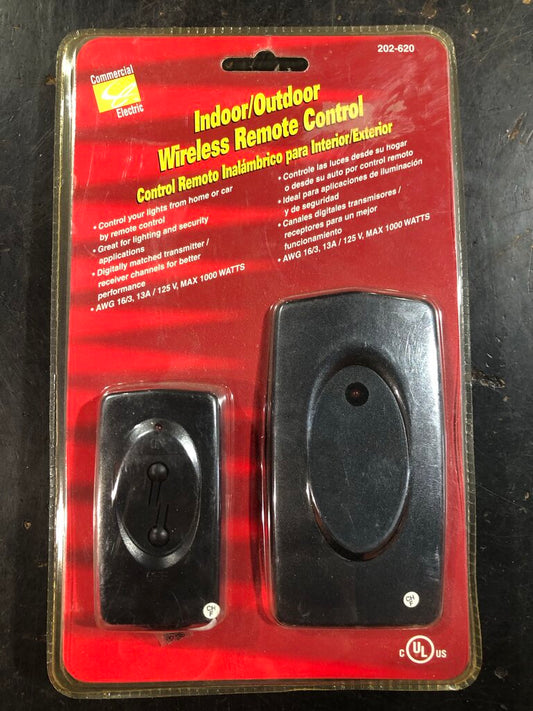 202-620
Commercial
Electric
Indoor/Outdoor
Wireless Remote Control
Control Remoto Inalámbrico para Interior/Exterior
• Control your lights from home or car
by remote control
• Great for lighting and security
applications
• Digitally matched transmitter /
receiver channels for better
performance
• AWG 16/3, 13A / 125 V, MAX 1000 WATTS
• Controle las luces desde su hogar
o desde su auto por control remoto
• Ideal para aplicaciones de iluminación
y de seguridad
• Canales digitales transmisores /
receptores para un mejor
funcionamiento
• AWG 16/3, 13A / 125 V, MAX 1000 WATTS
CH
F
CH
F
C UL US